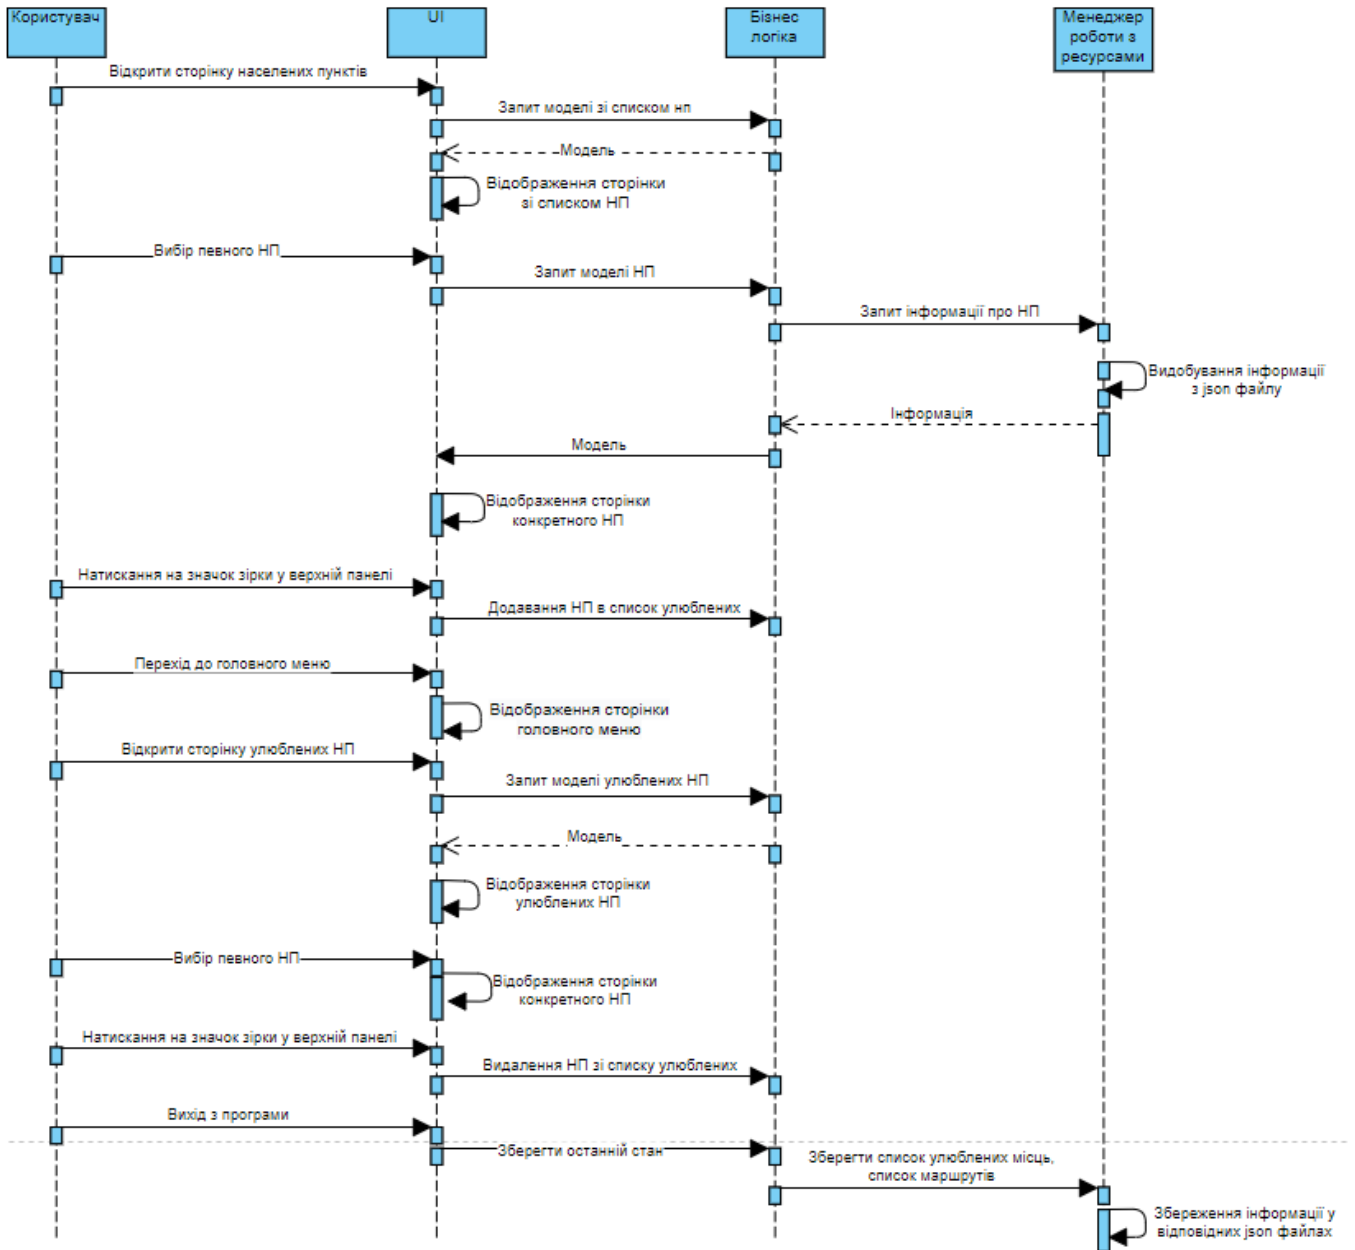 Користувач
UI
Бізнес
логіка
Менеджер
роботи з
ресурсами
Відкрити сторінку населених пунктів
Запит моделі зі списком нп
Модель
Відображення сторінки
зі списком НП
Вибір певного НП
Запит моделі НП
Запит інформації про НП
Видобування інформації
з json файлу
Інформація
Модель
Відображення сторінки
конкретного НП
Натискання на значок зірки у верхній панелі
Додавання НП в список улюблених
Перехід до головного меню
Відображення сторінки
головного меню
Відкрити сторінку улюблених НП
Запит моделі улюблених НП
Модель
Відображення сторінки
улюблених НП
Вибір певного НП
Відображення сторінки
конкретного НП
Натискання на значок зірки у верхній панелі
Видалення НП зі списку улюблених
Вихід з програми
Зберегти останній стан
Зберегти список улюблених місць,
список маршрутів
Збереження інформації у
відповідних json файлах